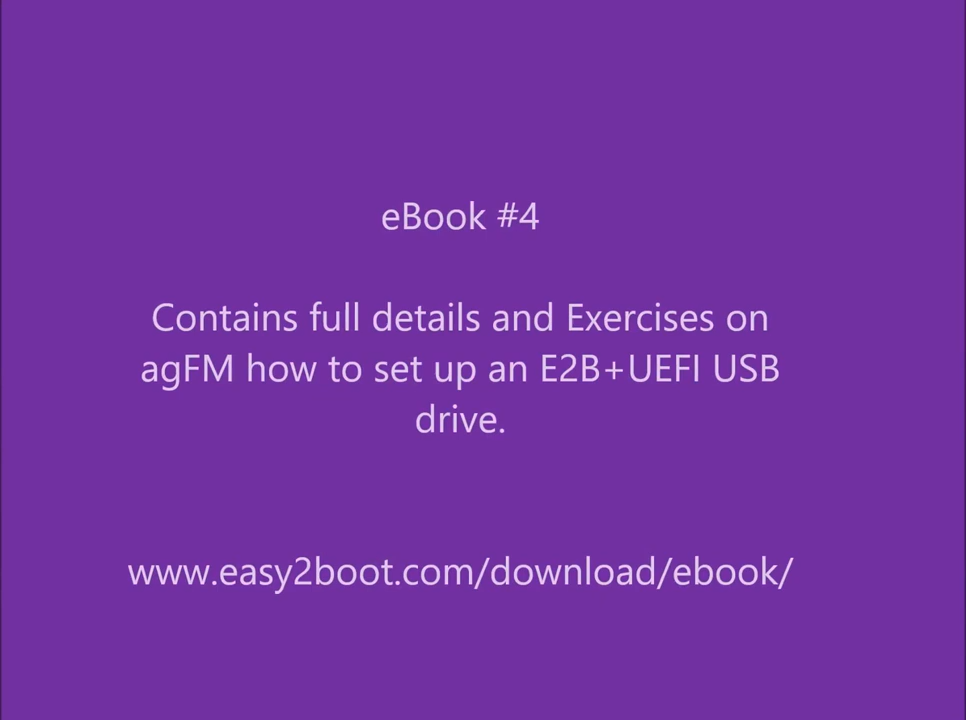 eBook #4
Contains full details and Exercises on
agFM how to set up an E2B+UEFI USB
drive.
www.easy2boot.com/download/ebook/